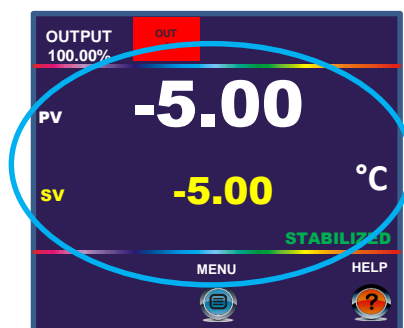 OUTPUT OUT
100.00%
PV -5.00
°C
SV -5.00
STABILIZED
MENU HELP
?